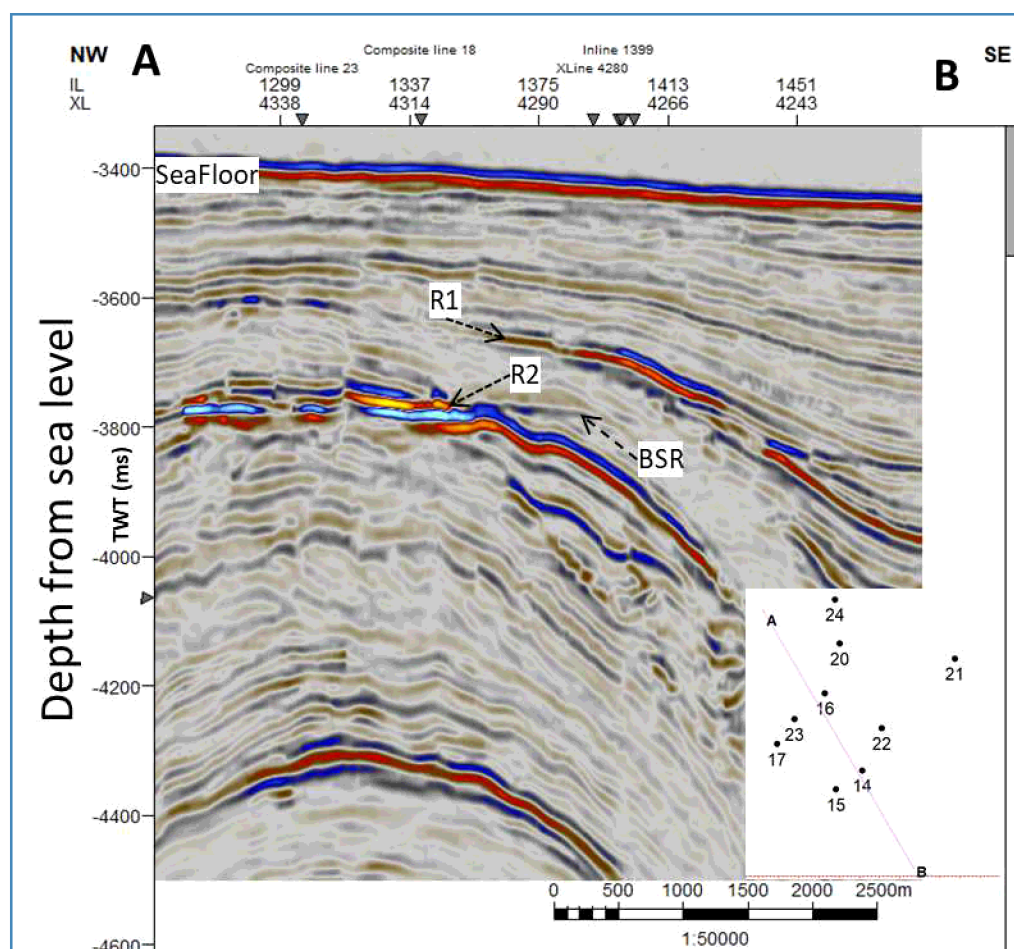 NW A Composite line 18 Inline 1399 B SE
Composite line 23 XLine 4280
IL 1299 1337 1375 1413 1451
XL 4338 4314 4290 4266 4243
-3400
SeaFloor
-3600
R1
R2
-3800
BSR
-4000
-4200
-4400
-4600
Depth from sea level
TWT (ms)
24
A
20
21
16
23
22
17
14
15
B
0 500 1000 1500 2000 2500m
1:50000